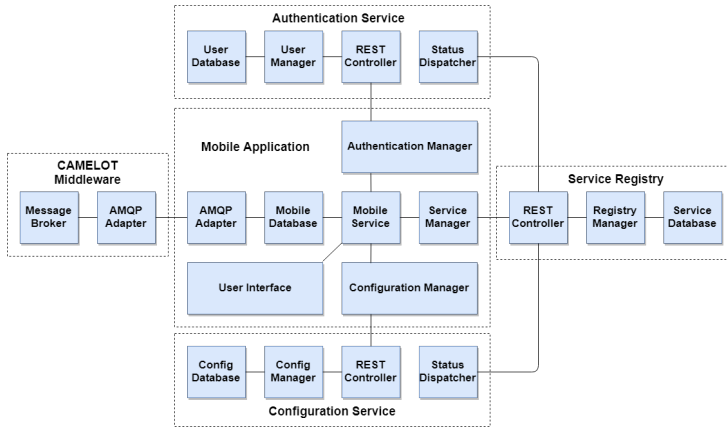 Authentication Service
User
Database
User
Manager
REST
Controller
Status
Dispatcher
Mobile Application
Authentication Manager
CAMELOT
Middleware
Message
Broker
AMQP
Adapter
AMQP
Adapter
Mobile
Database
Mobile
Service
Service
Manager
Service Registry
REST
Controller
Registry
Manager
Service
Database
User Interface
Configuration Manager
Config
Database
Config
Manager
REST
Controller
Status
Dispatcher
Configuration Service